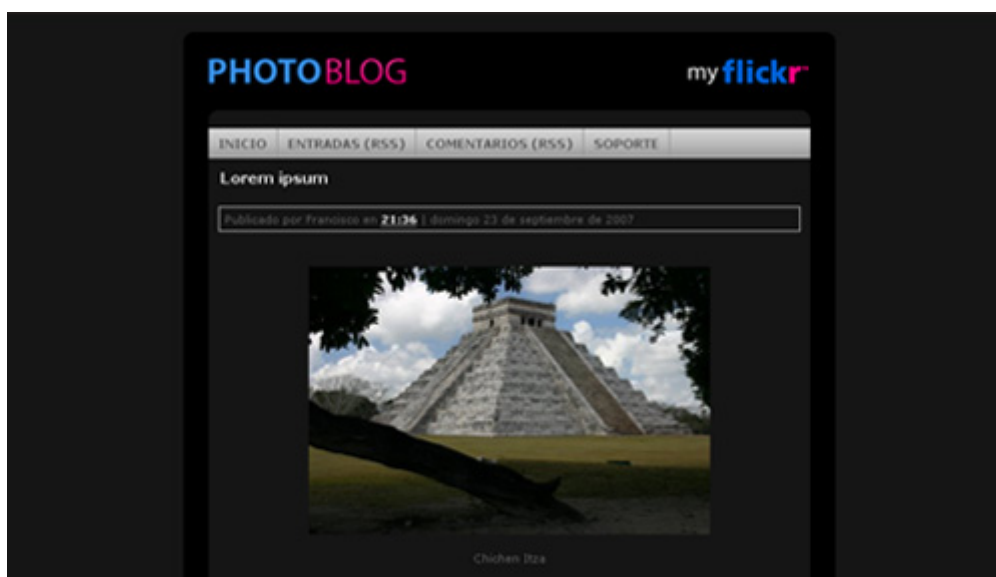 PHOTOBLOG
myflickr™
INICIO ENTRADAS (RSS) COMENTARIOS (RSS) SOPORTE
Lorem ipsum
Publicado por Francisco en 21:36 | domingo 23 de septiembre de 2007
Chichen Itza